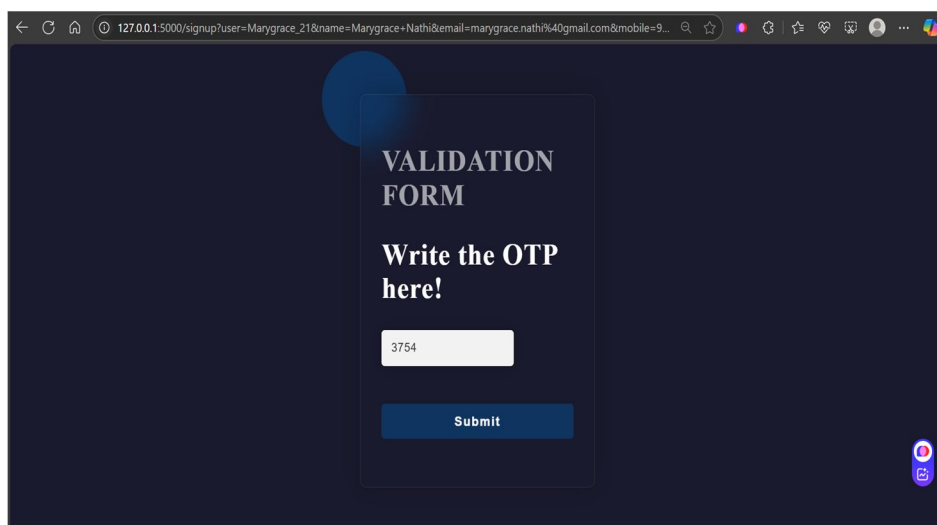 127.0.0.1:5000/signup?user=Marygrace_21&name=Marygrace+Nathi&email=marygrace.nathi%40gmail.com&mobile=9...
VALIDATION
FORM
Write the OTP
here!
3754
Submit